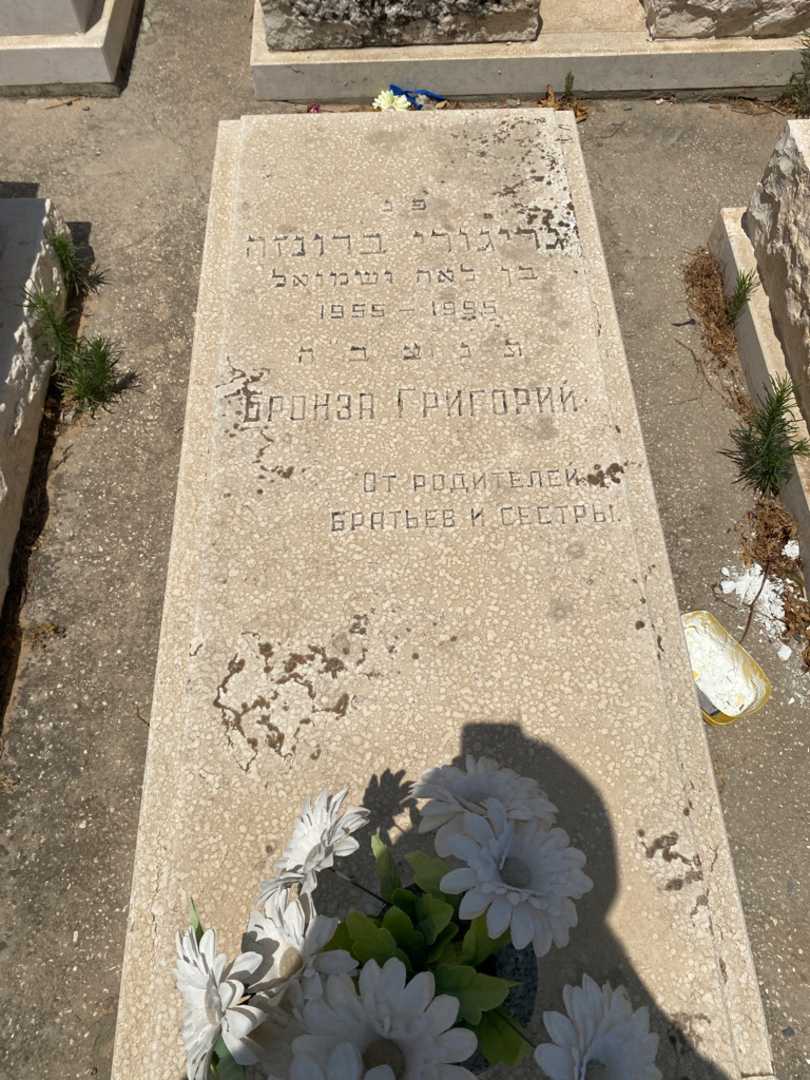 פ נ
גריגורי ברונזה
בן לאה ושמואל
1955 – 1995
ת נ צ ב ה
БРОНЗА ГРИГОРИЙ
ОТ РОДИТЕЛЕЙ
БРАТЬЕВ И СЕСТРЫ.